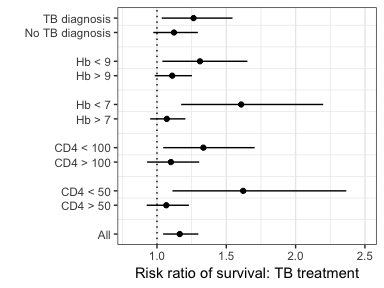 TB diagnosis
No TB diagnosis
Hb < 9
Hb > 9
Hb < 7
Hb > 7
CD4 < 100
CD4 > 100
CD4 < 50
CD4 > 50
All
1.0 1.5 2.0 2.5
Risk ratio of survival: TB treatment